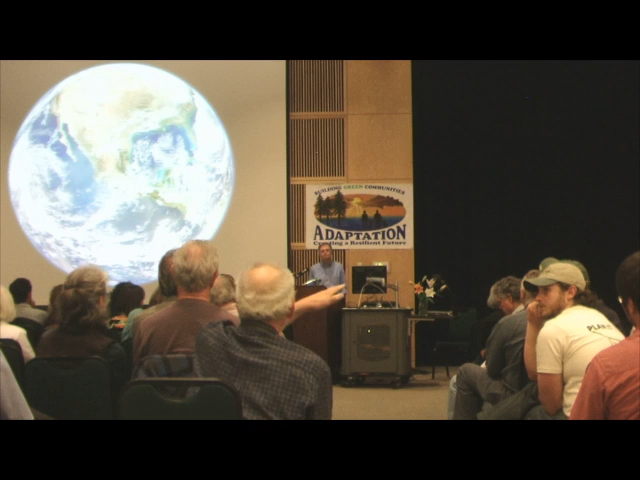 BUILDING GREEN COMMUNITIES
ADAPTATION
Creating a Resilient Future
PLAN